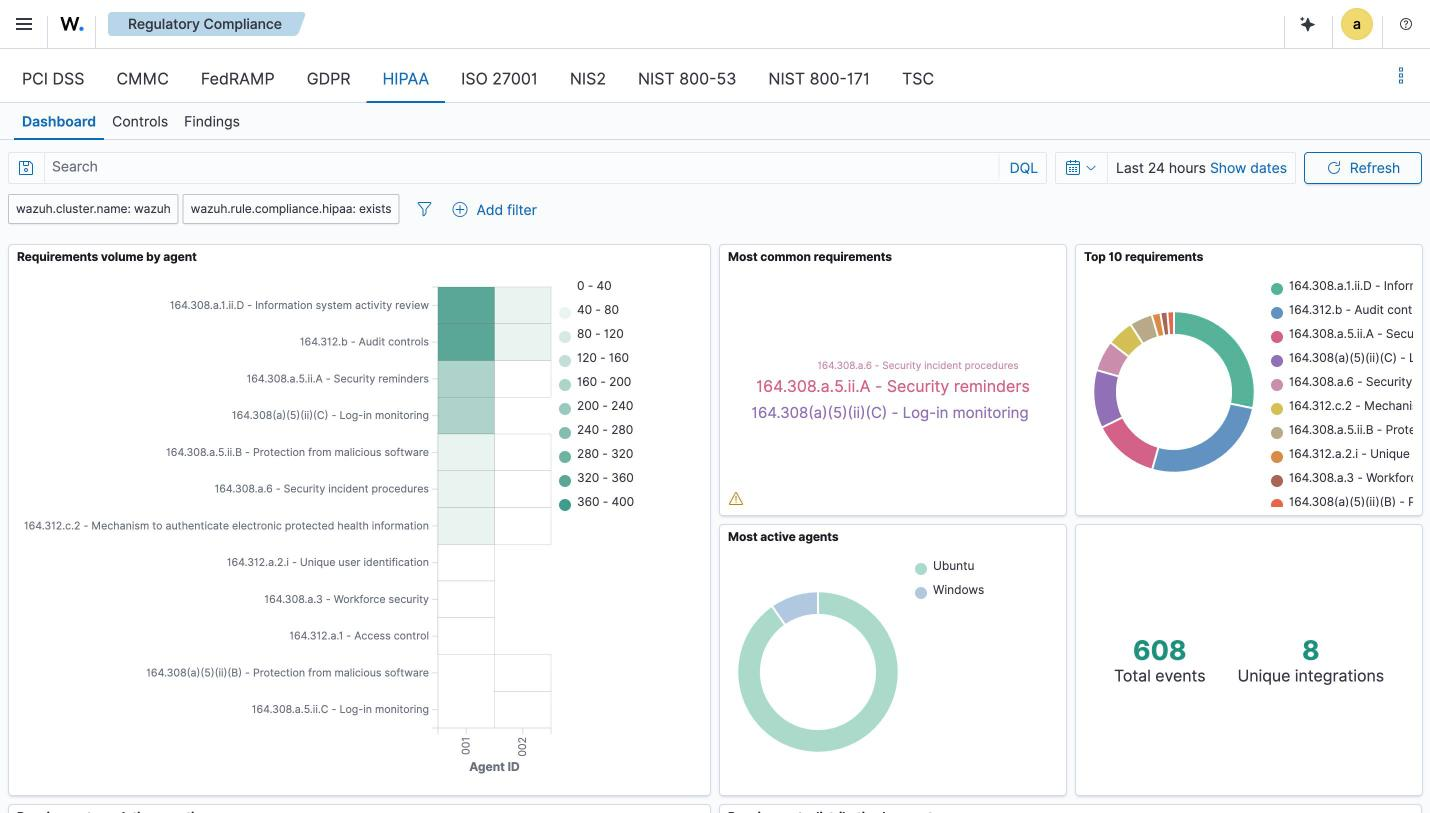 W.
Regulatory Compliance
a
PCI DSS
CMMC
FedRAMP
GDPR
HIPAA
ISO 27001
NIS2
NIST 800-53
NIST 800-171
TSC
Dashboard
Controls
Findings
Search
DQL
Last 24 hours Show dates
Refresh
wazuh.cluster.name: wazuh
wazuh.rule.compliance.hipaa: exists
Add filter
Requirements volume by agent
164.308.a.1.ii.D - Information system activity review
164.312.b - Audit controls
164.308.a.5.ii.A - Security reminders
164.308(a)(5)(ii)(C) - Log-in monitoring
164.308.a.5.ii.B - Protection from malicious software
164.308.a.6 - Security incident procedures
164.312.c.2 - Mechanism to authenticate electronic protected health information
164.312.a.2.i - Unique user identification
164.308.a.3 - Workforce security
164.312.a.1 - Access control
164.308(a)(5)(ii)(B) - Protection from malicious software
164.308.a.5.ii.C - Log-in monitoring
001
002
Agent ID
0 - 40
40 - 80
80 - 120
120 - 160
160 - 200
200 - 240
240 - 280
280 - 320
320 - 360
360 - 400
Most common requirements
164.308.a.6 - Security incident procedures
164.308.a.5.ii.A - Security reminders
164.308(a)(5)(ii)(C) - Log-in monitoring
Top 10 requirements
164.308.a.1.ii.D - Inforr
164.312.b - Audit cont
164.308.a.5.ii.A - Secu
164.308(a)(5)(ii)(C) - L
164.308.a.6 - Security
164.312.c.2 - Mechani
164.308.a.5.ii.B - Prote
164.312.a.2.i - Unique
164.308.a.3 - Workforc
164.308(a)(5)(ii)(B) - F
Most active agents
Ubuntu
Windows
608
Total events
8
Unique integrations